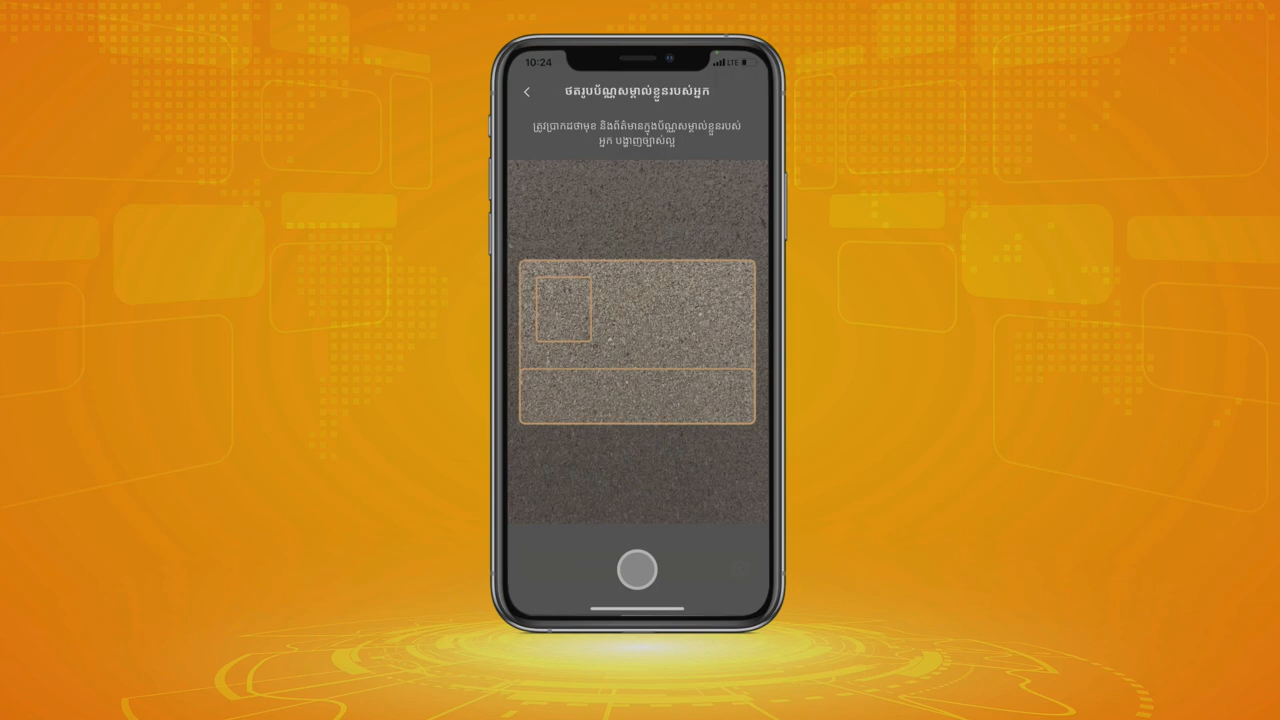 10:24
LTE
ថតរូបប័ណ្ណសម្គាល់ខ្លួនរបស់អ្នក
ត្រូវប្រាកដថាមុខ និងព័ត៌មានក្នុងប័ណ្ណសម្គាល់ខ្លួនរបស់
អ្នក បង្ហាញច្បាស់ល្អ